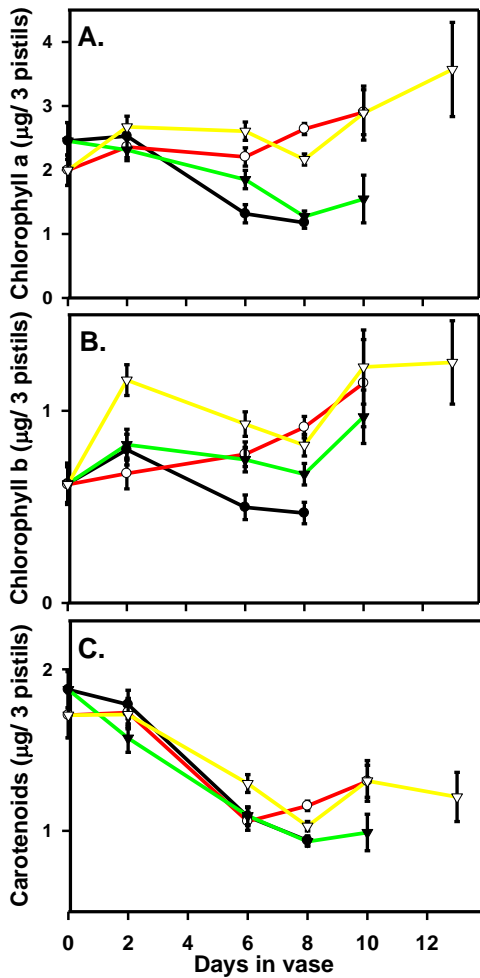 A.
Chlorophyll a (μg/ 3 pistils)
4
3
2
1
0
B.
Chlorophyll b (μg/ 3 pistils)
1
0
C.
Carotenoids (μg/ 3 pistils)
2
1
0 2 4 6 8 10 12
Days in vase